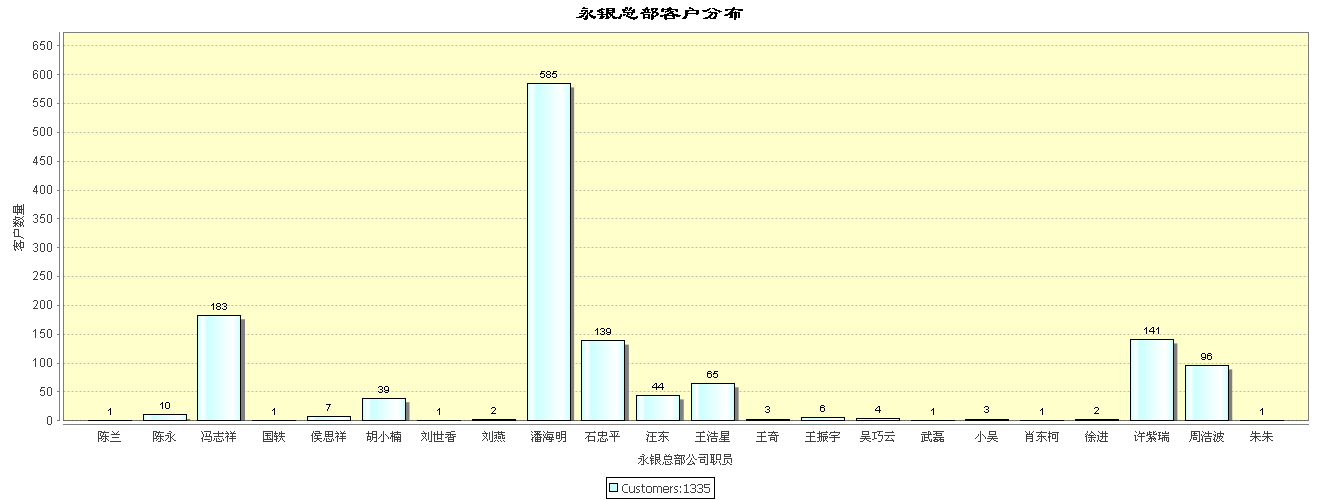 永银总部客户分布
客户数量
650
600
550
500
450
400
350
300
250
200
150
100
50
0
1 10 183 1 7 39 1 2 585 139 44 65 3 6 4 1 3 1 2 141 96 1
陈兰 陈永 冯志祥 国轶 侯思祥 胡小楠 刘世香 刘燕 潘海明 石忠平 汪东 王浩星 王奇 王振宇 吴巧云 武磊 小吴 肖东柯 徐进 许紫瑞 周浩波 朱朱
永银总部公司职员
Customers:1335